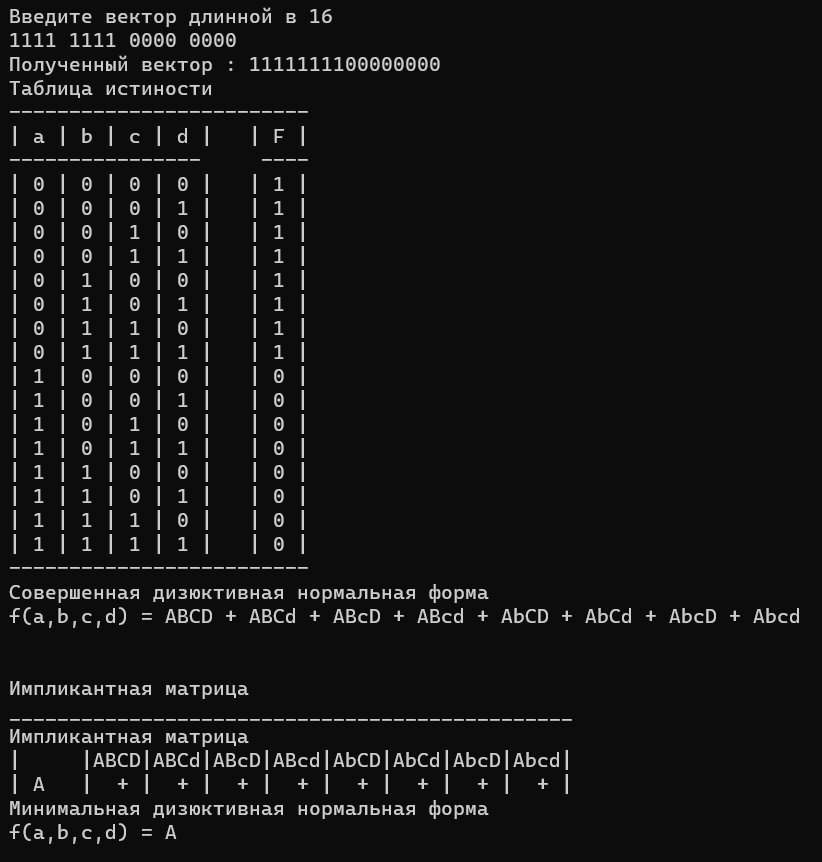 Введите вектор длинной в 16
1111 1111 0000 0000
Полученный вектор : 1111111100000000
Таблица истиности
-------------------------
| a | b | c | d |   | F |
----------------     ----
| 0 | 0 | 0 | 0 |   | 1 |
| 0 | 0 | 0 | 1 |   | 1 |
| 0 | 0 | 1 | 0 |   | 1 |
| 0 | 0 | 1 | 1 |   | 1 |
| 0 | 1 | 0 | 0 |   | 1 |
| 0 | 1 | 0 | 1 |   | 1 |
| 0 | 1 | 1 | 0 |   | 1 |
| 0 | 1 | 1 | 1 |   | 1 |
| 1 | 0 | 0 | 0 |   | 0 |
| 1 | 0 | 0 | 1 |   | 0 |
| 1 | 0 | 1 | 0 |   | 0 |
| 1 | 0 | 1 | 1 |   | 0 |
| 1 | 1 | 0 | 0 |   | 0 |
| 1 | 1 | 0 | 1 |   | 0 |
| 1 | 1 | 1 | 0 |   | 0 |
| 1 | 1 | 1 | 1 |   | 0 |
-------------------------
Совершенная дизюктивная нормальная форма
f(a,b,c,d) = ABCD + ABCd + ABcD + ABcd + AbCD + AbCd + AbcD + Abcd
Импликантная матрица
_______________________________________________
Импликантная матрица
|     |ABCD|ABCd|ABcD|ABcd|AbCD|AbCd|AbcD|Abcd|
| A   |  + |  + |  + |  + |  + |  + |  + |  + |
Минимальная дизюктивная нормальная форма
f(a,b,c,d) = A